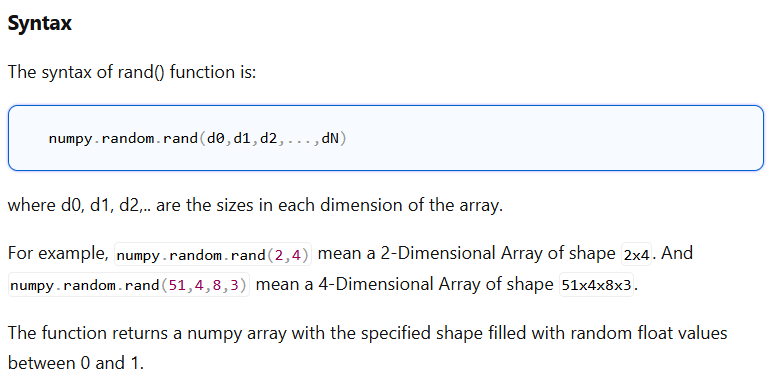 Syntax
The syntax of rand() function is:
numpy.random.rand(d0,d1,d2,...,dN)
where d0, d1, d2,.. are the sizes in each dimension of the array.
For example, numpy.random.rand(2,4) mean a 2-Dimensional Array of shape 2x4. And
numpy.random.rand(51,4,8,3) mean a 4-Dimensional Array of shape 51x4x8x3.
The function returns a numpy array with the specified shape filled with random float values
between 0 and 1.